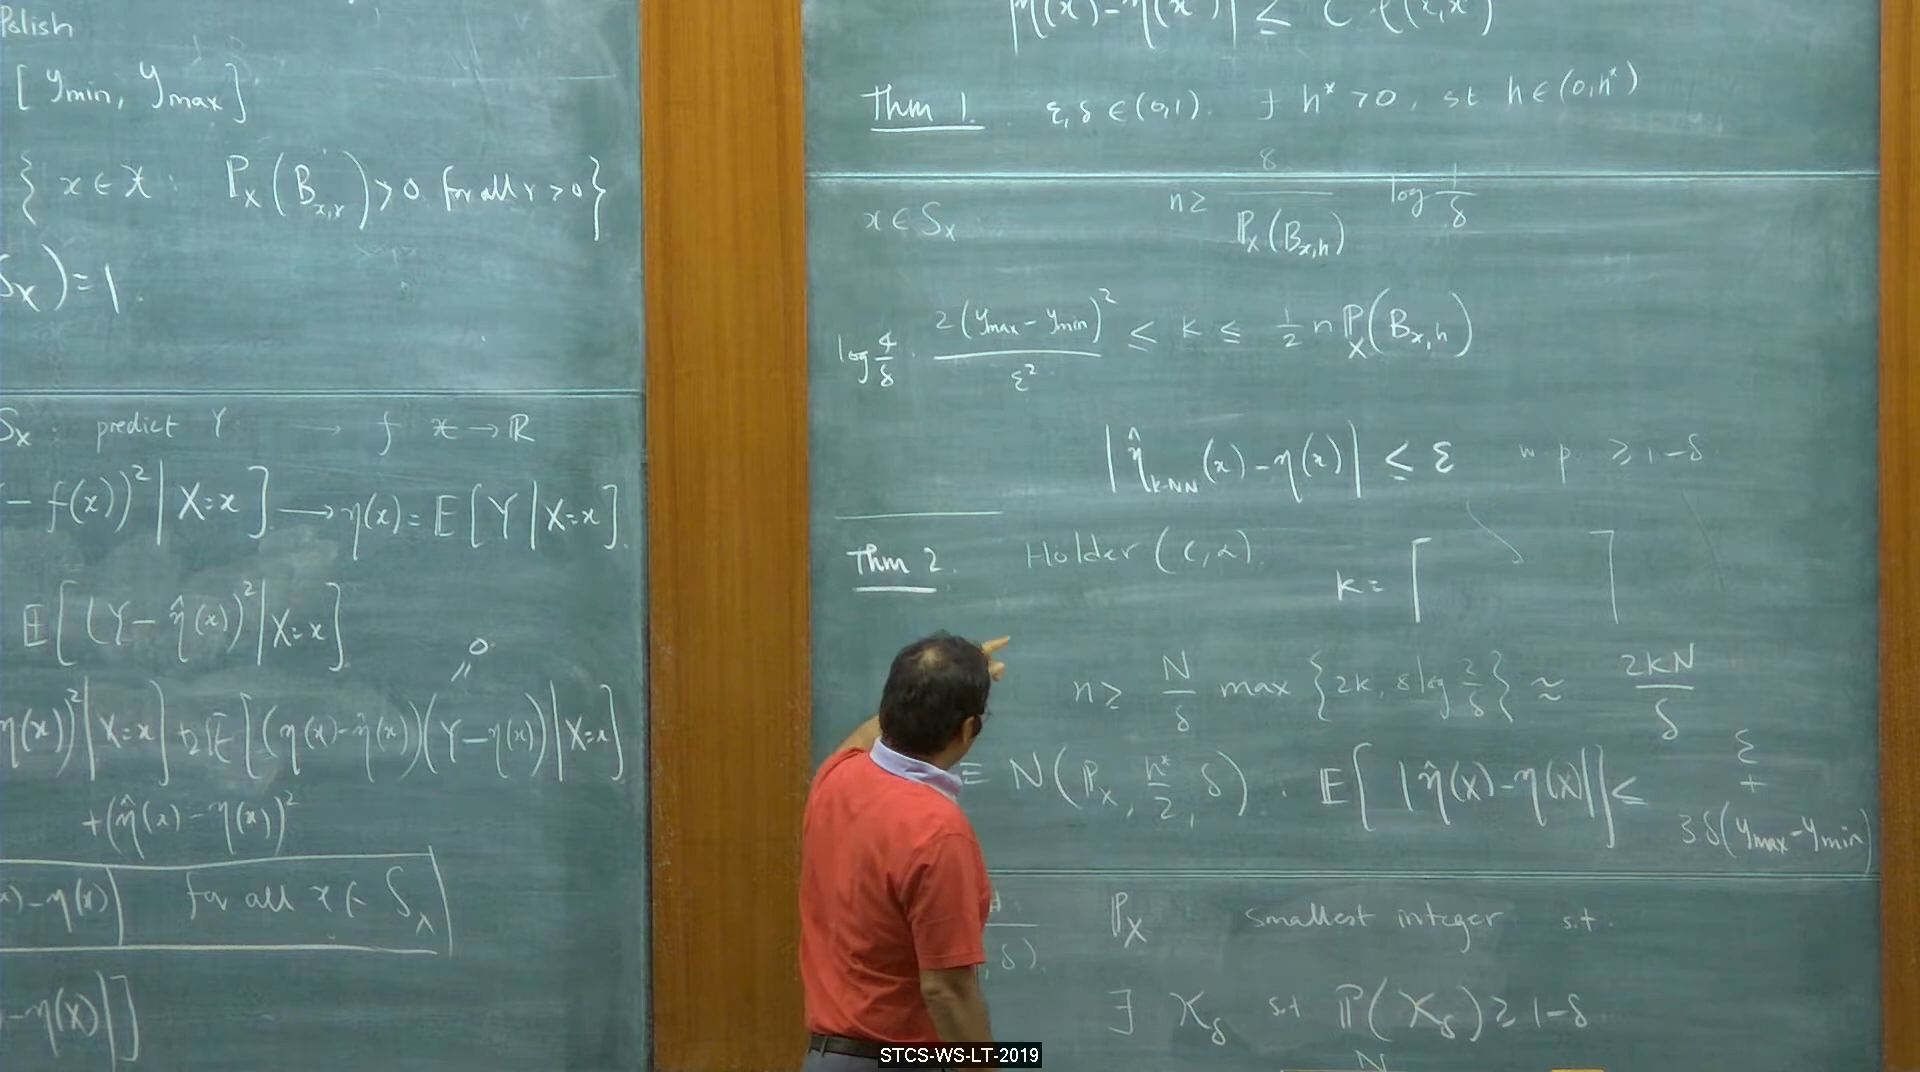 Polish
[ y_min, y_max ]
{ x ∈ X : P_X (B_{x,r}) > 0 for all r > 0 }
S_X ) = 1
S_X : predict Y → f X → R
- f(x))² | X=x ] → η(x) = E [ Y | X=x ]
E [ (Y - η̂(x))² | X=x ]
η(x))² | X=x ] + 2E [ (η(x) - η̂(x)) (Y - η(x)) | X=x ]
= 0
+ (η̂(x) - η(x))²
) - η(x) | for all x ∈ S_X
- η(x) | ]
|η(x) - η(x')| ≤ C ρ(x,x')
Thm 1. ε, δ ∈ (0,1). ∃ h* > 0, st h ∈ (0,h*)
x ∈ S_X n ≥ 8 / P_X (B_{x,h}) log 1/δ
log 4/δ · 2 (y_max - y_min)² / ε² ≤ k ≤ 1/2 n P_X (B_{x,h})
| η̂_{k-NN} (x) - η(x) | ≤ ε w.p. ≥ 1-δ
Thm 2. Holder (C,α). k = ⌈ ⌉
n ≥ N/δ max { 2k, 8 log 2/δ } ≈ 2kN/δ
≡ N ( P_X, h*/2, δ ). E [ | η̂(X) - η(X) | ] ≤ ε + 3δ(y_max - y_min)
, δ). P_X smallest integer s.t.
∃ X_δ s.t P( X_δ ) ≥ 1-δ
N
STCS-WS-LT-2019